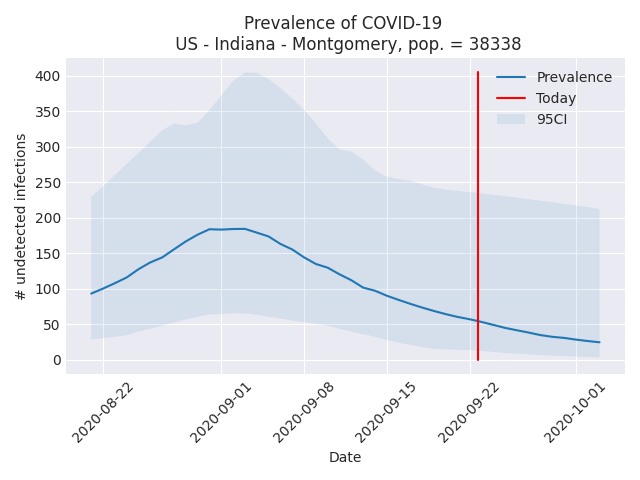 Prevalence of COVID-19
US - Indiana - Montgomery, pop. = 38338
400
350
300
250
200
150
100
50
0
# undetected infections
Prevalence
Today
95CI
2020-08-22
2020-09-01
2020-09-08
2020-09-15
2020-09-22
2020-10-01
Date